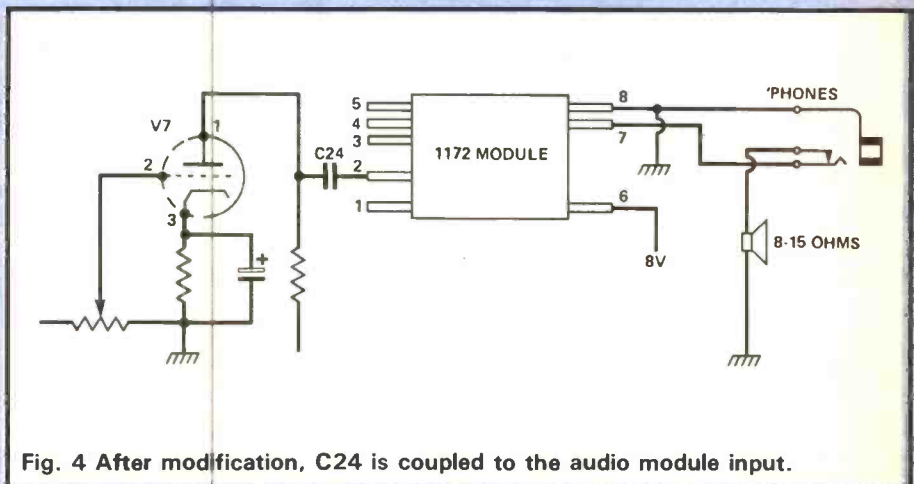 5
8
'PHONES
1
4
V7
7
3
C24
1172 MODULE
2
2
3
1
6
8-15 OHMS
8V
+
Fig. 4 After modification, C24 is coupled to the audio module input.